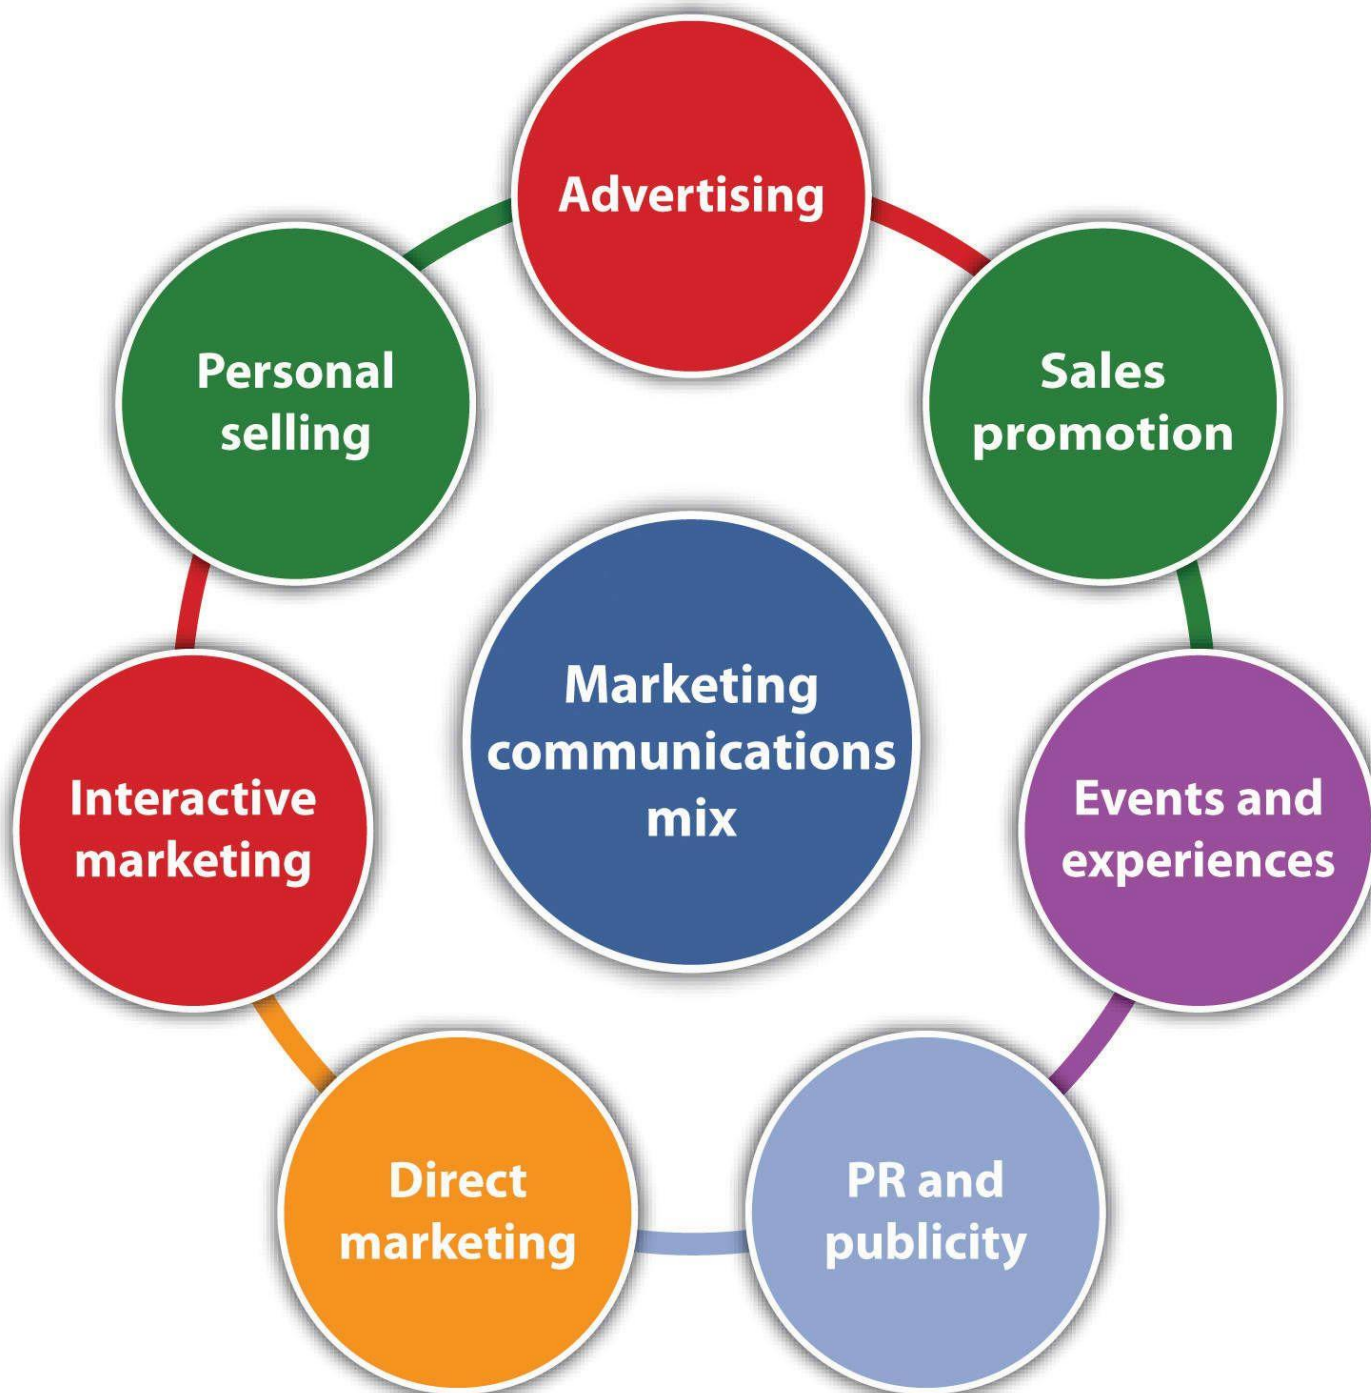 Advertising
Sales
promotion
Events and
experiences
PR and
publicity
Direct
marketing
Interactive
marketing
Personal
selling
Marketing
communications
mix